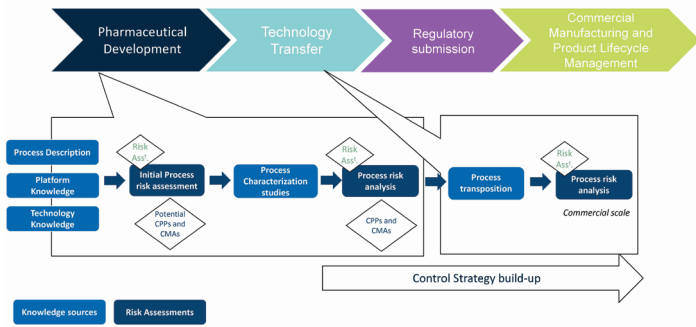 Pharmaceutical
Development
Technology
Transfer
Regulatory
submission
Commercial
Manufacturing and
Product Lifecycle
Management
Process Description
Platform
Knowledge
Technology
Knowledge
Risk
Assᵗ.
Initial Process
risk assessment
Potential
CPPs and
CMAs
Process
Characterization
studies
Risk
Assᵗ.
Process risk
analysis
CPPs and
CMAs
Process
transposition
Risk
Assᵗ.
Process risk
analysis
Commercial scale
Control Strategy build-up
Knowledge sources
Risk Assessments